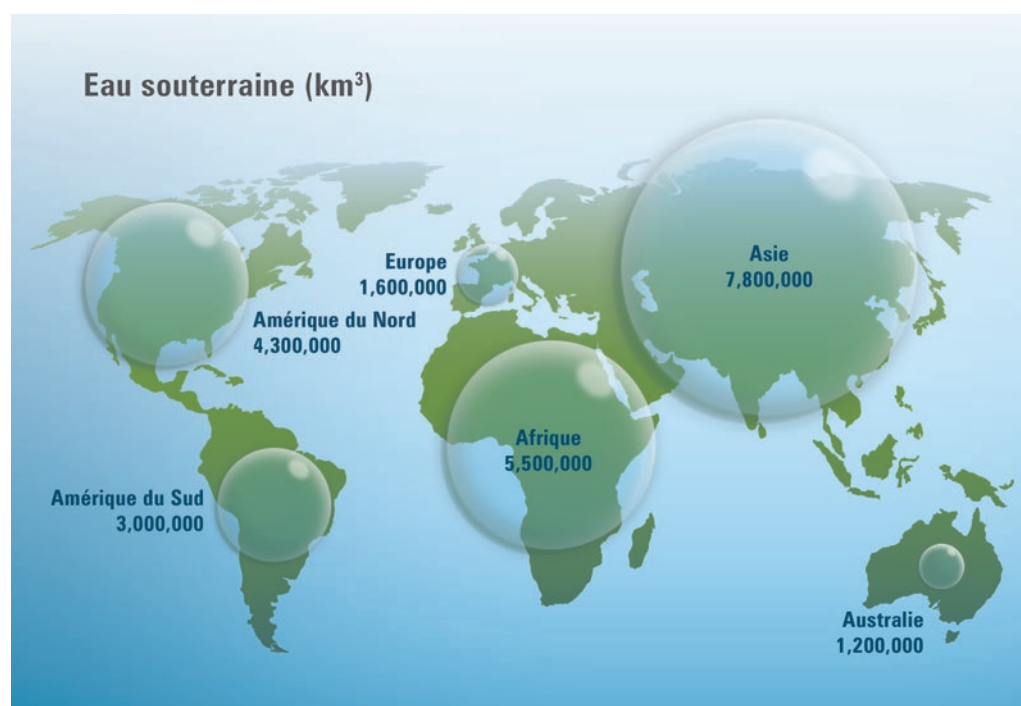 Eau souterraine (km³)
Asie
7,800,000
Europe
1,600,000
Amérique du Nord
4,300,000
Afrique
5,500,000
Amérique du Sud
3,000,000
Australie
1,200,000